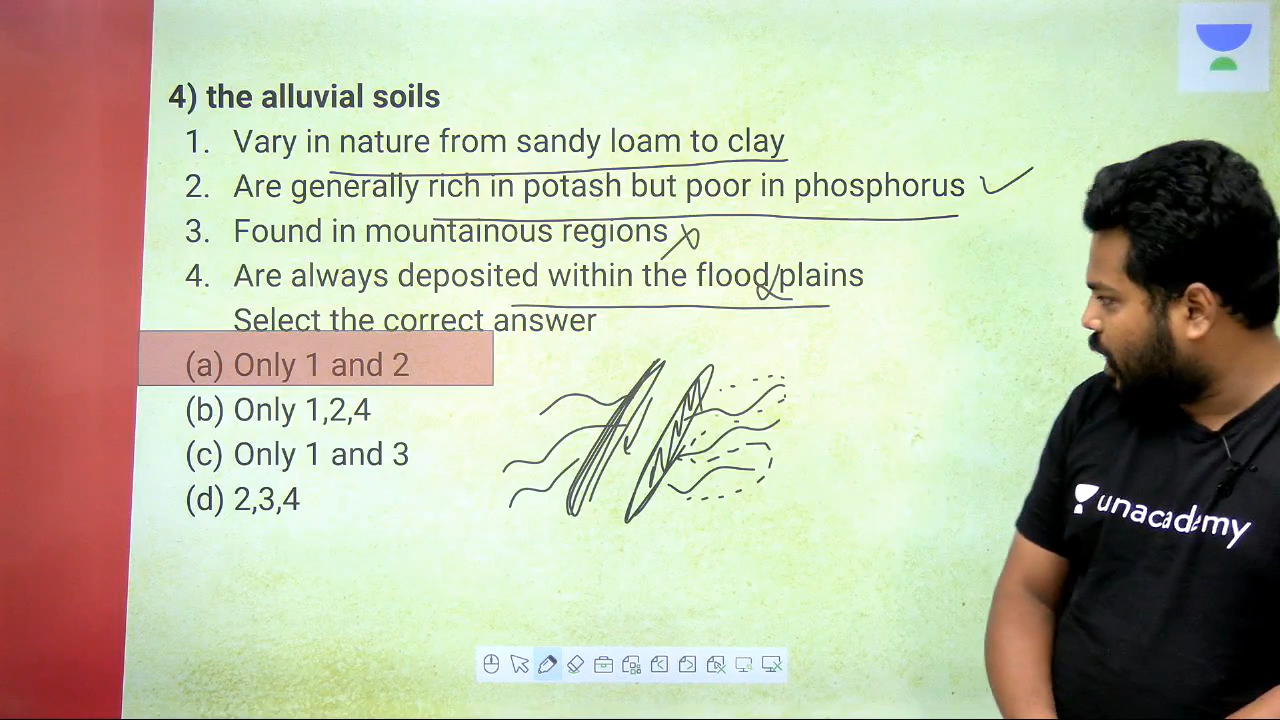 4) the alluvial soils
1. Vary in nature from sandy loam to clay
2. Are generally rich in potash but poor in phosphorus
3. Found in mountainous regions
4. Are always deposited within the flood plains
Select the correct answer
(a) Only 1 and 2
(b) Only 1,2,4
(c) Only 1 and 3
(d) 2,3,4
unacademy